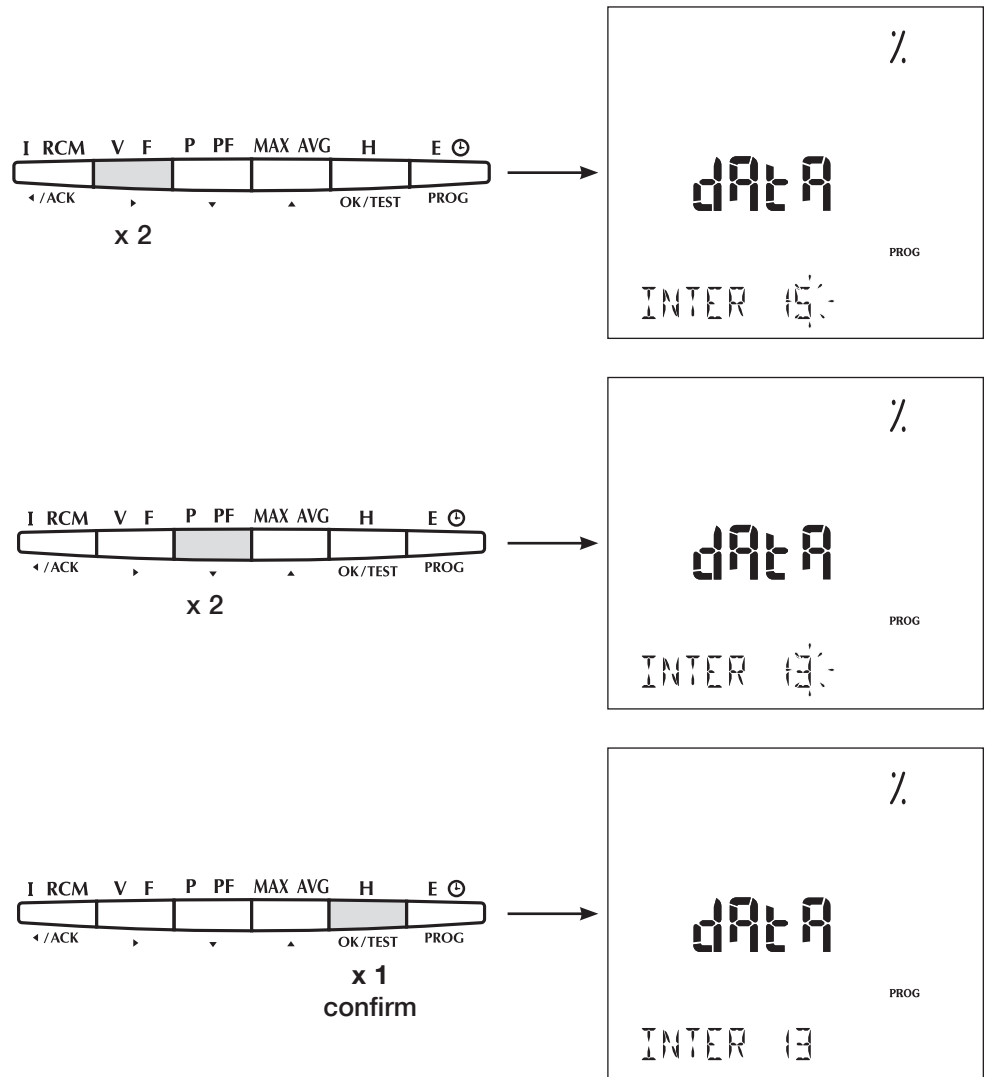 %
I RCM V F P PF MAX AVG H E
◂ /ACK ▸ ▾ ▴ OK/TEST PROG
x 2
dAtA
PROG
INTER 15
%
I RCM V F P PF MAX AVG H E
◂ /ACK ▸ ▾ ▴ OK/TEST PROG
x 2
dAtA
PROG
INTER 13
%
I RCM V F P PF MAX AVG H E
◂ /ACK ▸ ▾ ▴ OK/TEST PROG
x 1
confirm
dAtA
PROG
INTER 13